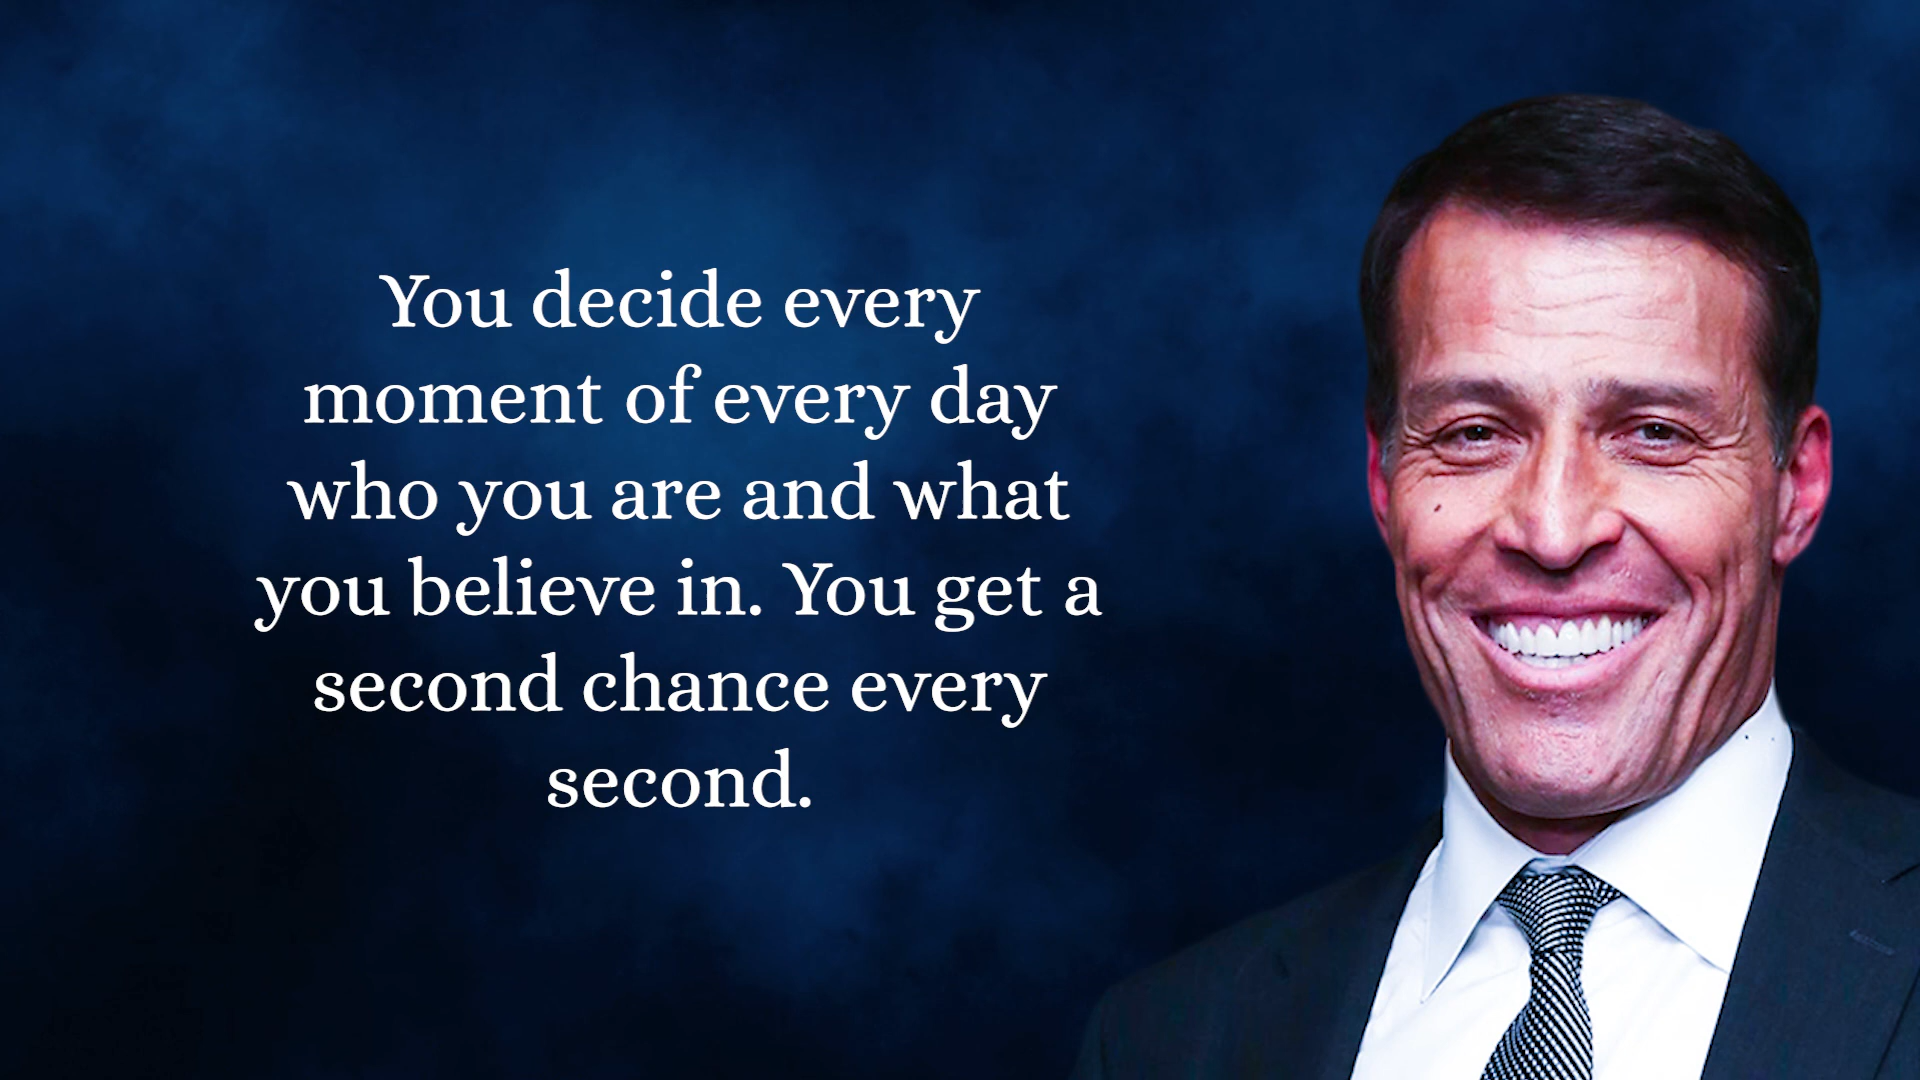 You decide every
moment of every day
who you are and what
you believe in. You get a
second chance every
second.